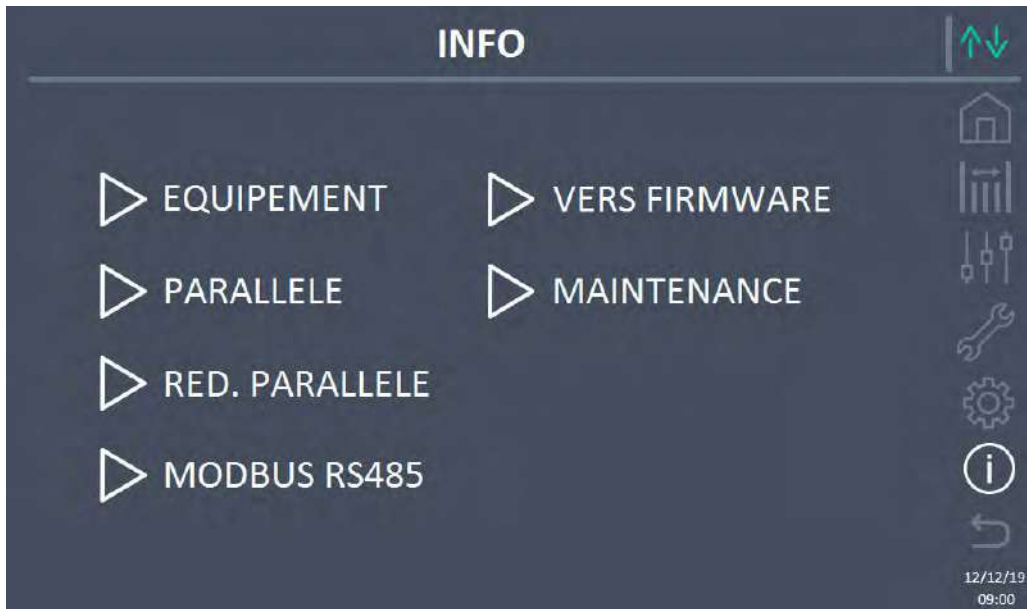 INFO
EQUIPEMENT
PARALLELE
RED. PARALLELE
MODBUS RS485
VERS FIRMWARE
MAINTENANCE
12/12/19
09:00